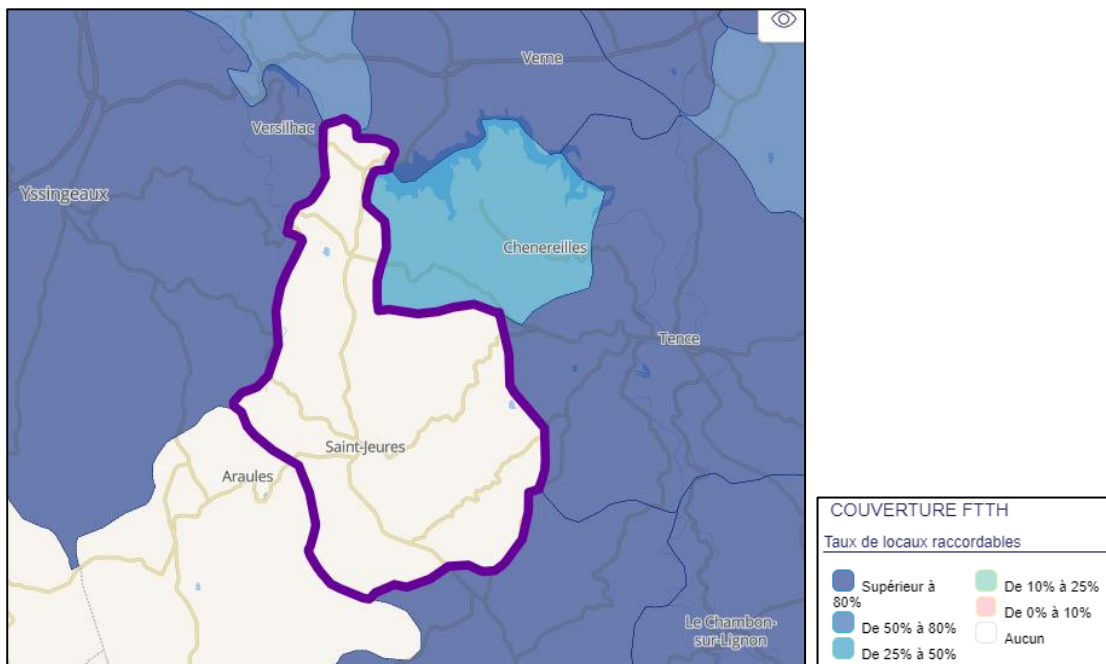 Verne
Versilhac
Yssingeaux
Chenereilles
Tence
Saint-Jeures
Araules
Le Chambon-
sur-Lignon
COUVERTURE FTTH
Taux de locaux raccordables
Supérieur à
80%
De 50% à 80%
De 25% à 50%
De 10% à 25%
De 0% à 10%
Aucun